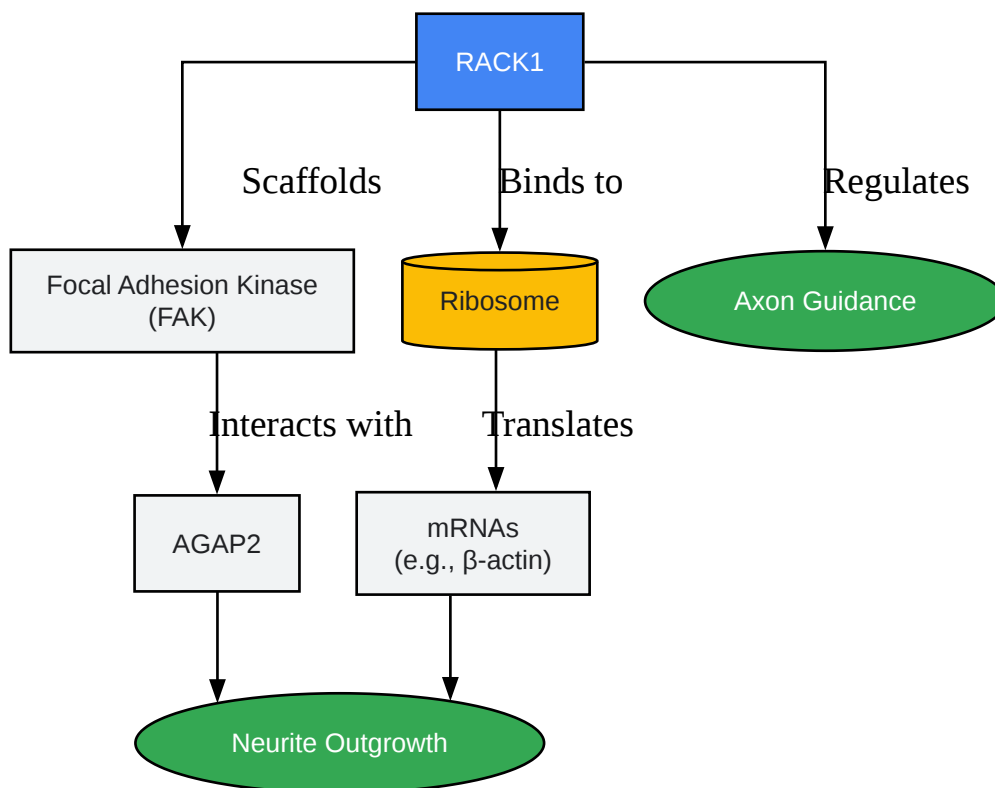 RACK1
Scaffolds
Binds to
Regulates
Focal Adhesion Kinase
(FAK)
Ribosome
Axon Guidance
Interacts with
Translates
AGAP2
mRNAs
(e.g., β-actin)
Neurite Outgrowth